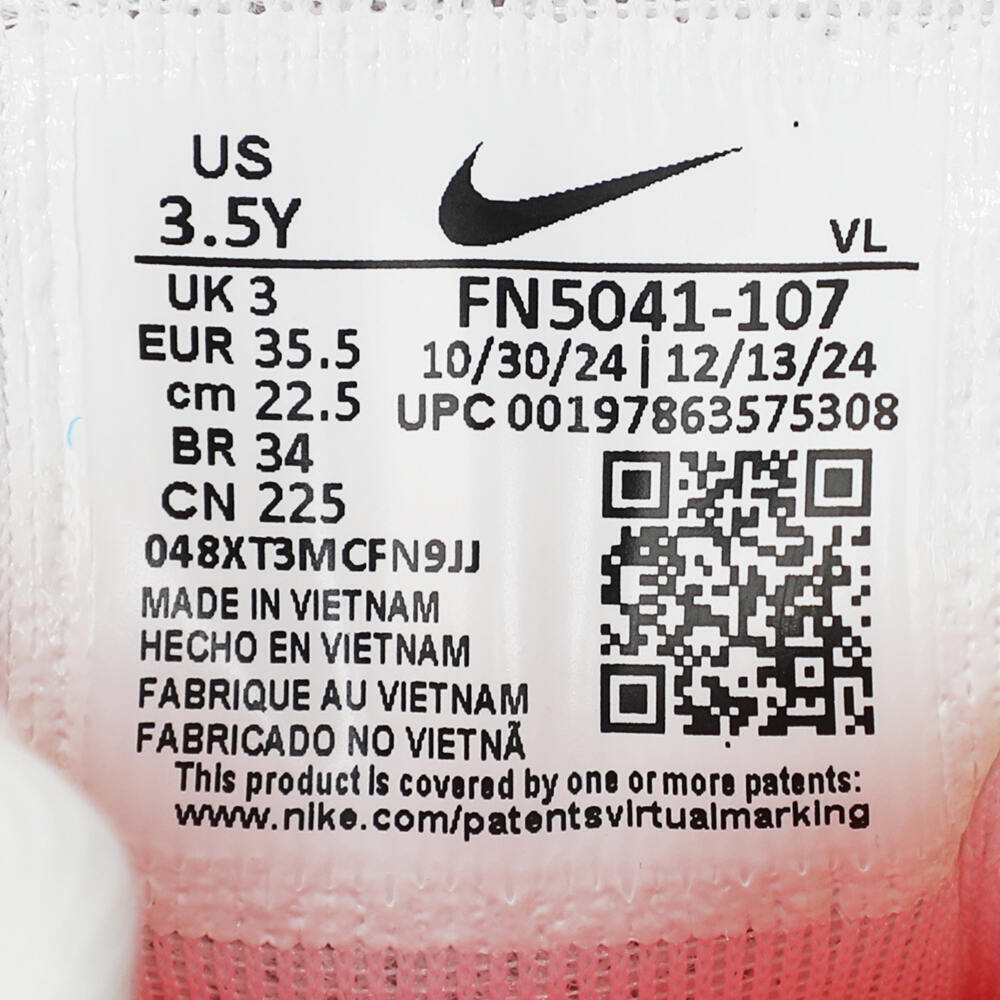 US
3.5Y
VL
UK 3
EUR 35.5
cm 22.5
BR 34
CN 225
FN5041-107
10/30/24 | 12/13/24
UPC 001978635753​08
048XT3MCFN9JJ
MADE IN VIETNAM
HECHO EN VIETNAM
FABRIQUE AU VIETNAM
FABRICADO NO VIETNÃ
This product is covered by one or more patents:
www.nike.com/patentsvirtualmarking